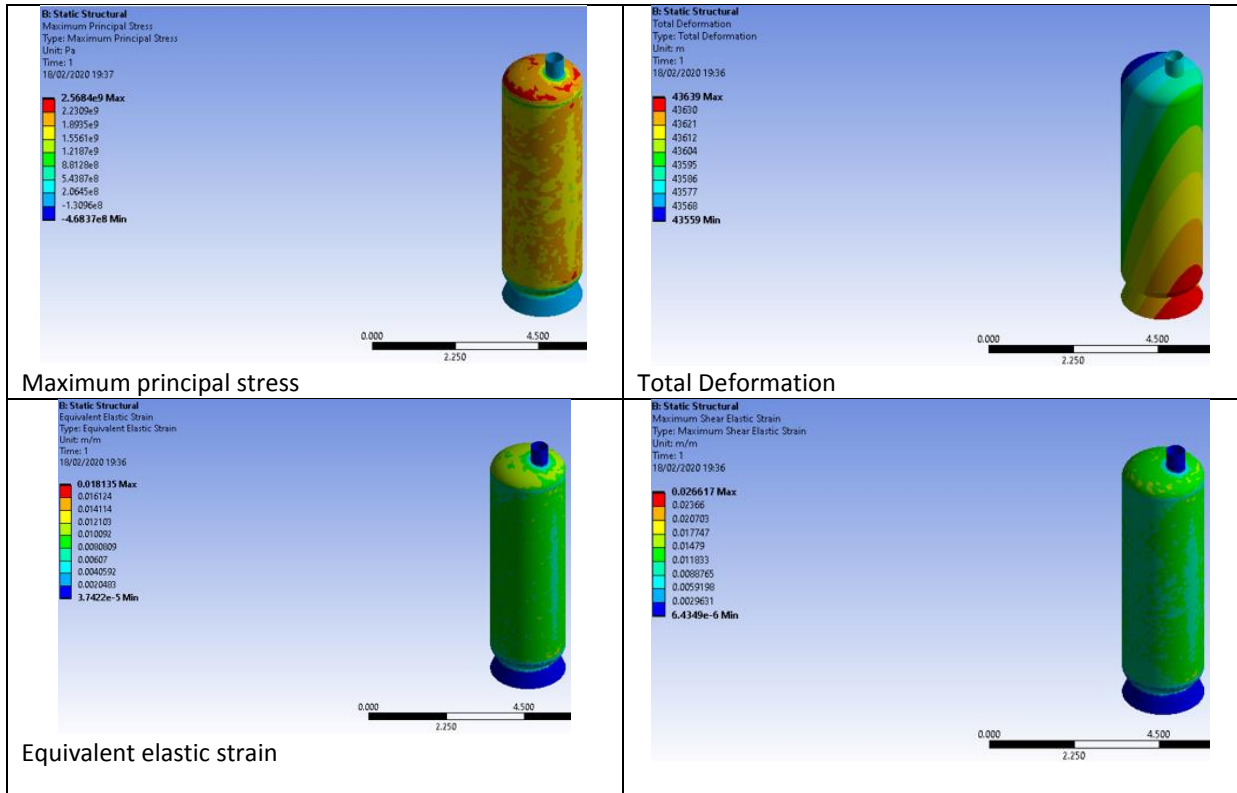 B: Static Structural
Maximum Principal Stress
Type: Maximum Principal Stress
Unit: Pa
Time: 1
18/02/2020 19:37
2.5684e9 Max
2.2309e9
1.8935e9
1.5561e9
1.2187e9
8.8128e8
5.4387e8
2.0645e8
-1.3096e8
-4.6837e8 Min
0.000
4.500
2.250
Maximum principal stress
B: Static Structural
Total Deformation
Type: Total Deformation
Unit: m
Time: 1
18/02/2020 19:36
43639 Max
43630
43621
43612
43604
43595
43586
43577
43568
43559 Min
0.000
4.500
2.250
Total Deformation
B: Static Structural
Equivalent Elastic Strain
Type: Equivalent Elastic Strain
Unit: m/m
Time: 1
18/02/2020 19:36
0.018135 Max
0.016124
0.014114
0.012103
0.010092
0.0080809
0.00607
0.0040592
0.0020483
3.7422e-5 Min
0.000
4.500
2.250
Equivalent elastic strain
B: Static Structural
Maximum Shear Elastic Strain
Type: Maximum Shear Elastic Strain
Unit: m/m
Time: 1
18/02/2020 19:36
0.026617 Max
0.02366
0.020703
0.017747
0.01479
0.011833
0.0088765
0.0059198
0.0029631
6.4349e-6 Min
0.000
4.500
2.250